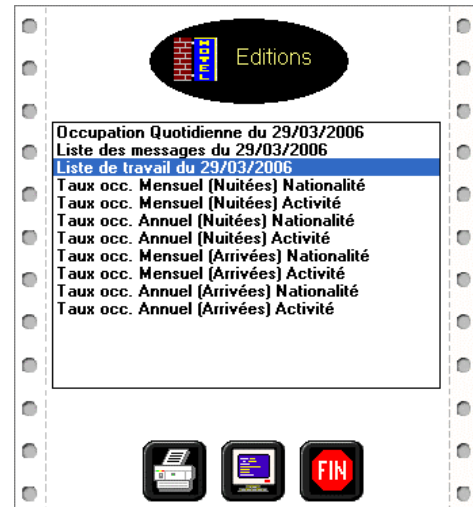 HOTEL
Editions
Occupation Quotidienne du 29/03/2006
Liste des messages du 29/03/2006
Liste de travail du 29/03/2006
Taux occ. Mensuel (Nuitées) Nationalité
Taux occ. Mensuel (Nuitées) Activité
Taux occ. Annuel (Nuitées) Nationalité
Taux occ. Annuel (Nuitées) Activité
Taux occ. Mensuel (Arrivées) Nationalité
Taux occ. Mensuel (Arrivées) Activité
Taux occ. Annuel (Arrivées) Nationalité
Taux occ. Annuel (Arrivées) Activité
FIN